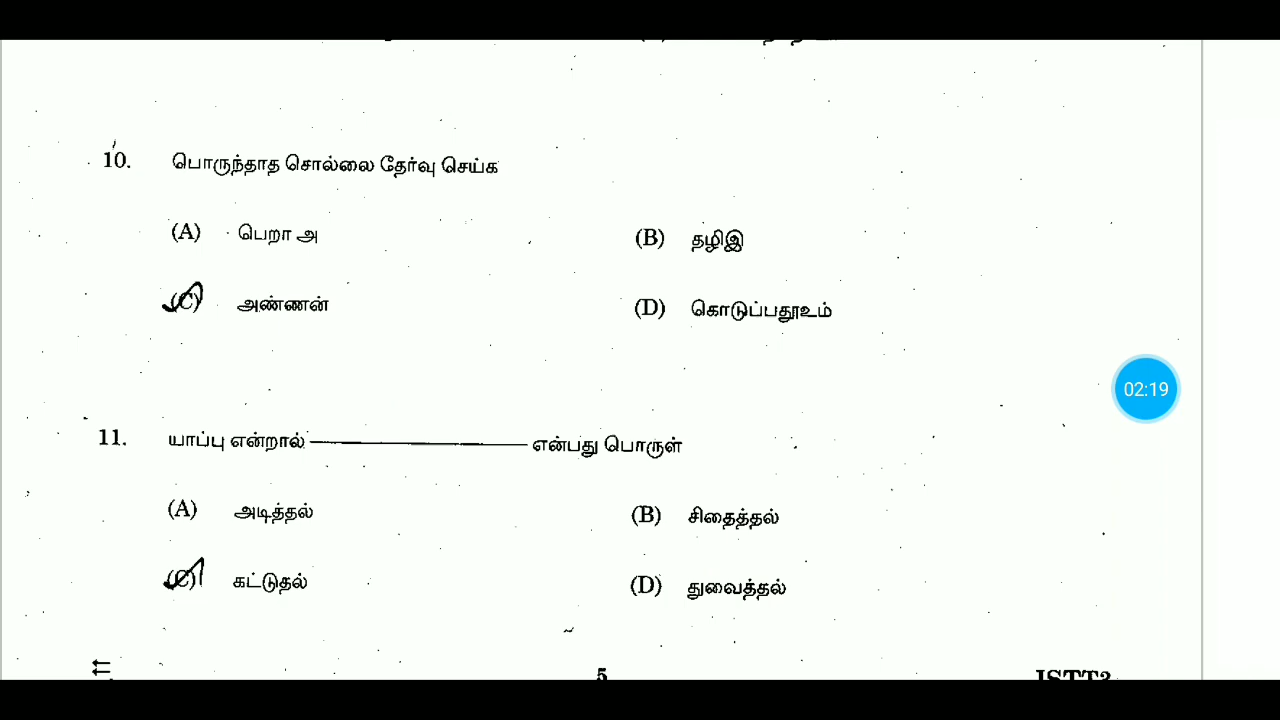 10. பொருந்தாத சொல்லை தேர்வு செய்க
(A) பெறா அ (B) தழிஇ
(C) அண்ணன் (D) கொடுப்பதூஉம்
02:19
11. யாப்பு என்றால் ——— என்பது பொருள்
(A) அடித்தல் (B) சிதைத்தல்
(C) கட்டுதல் (D) துவைத்தல்
5